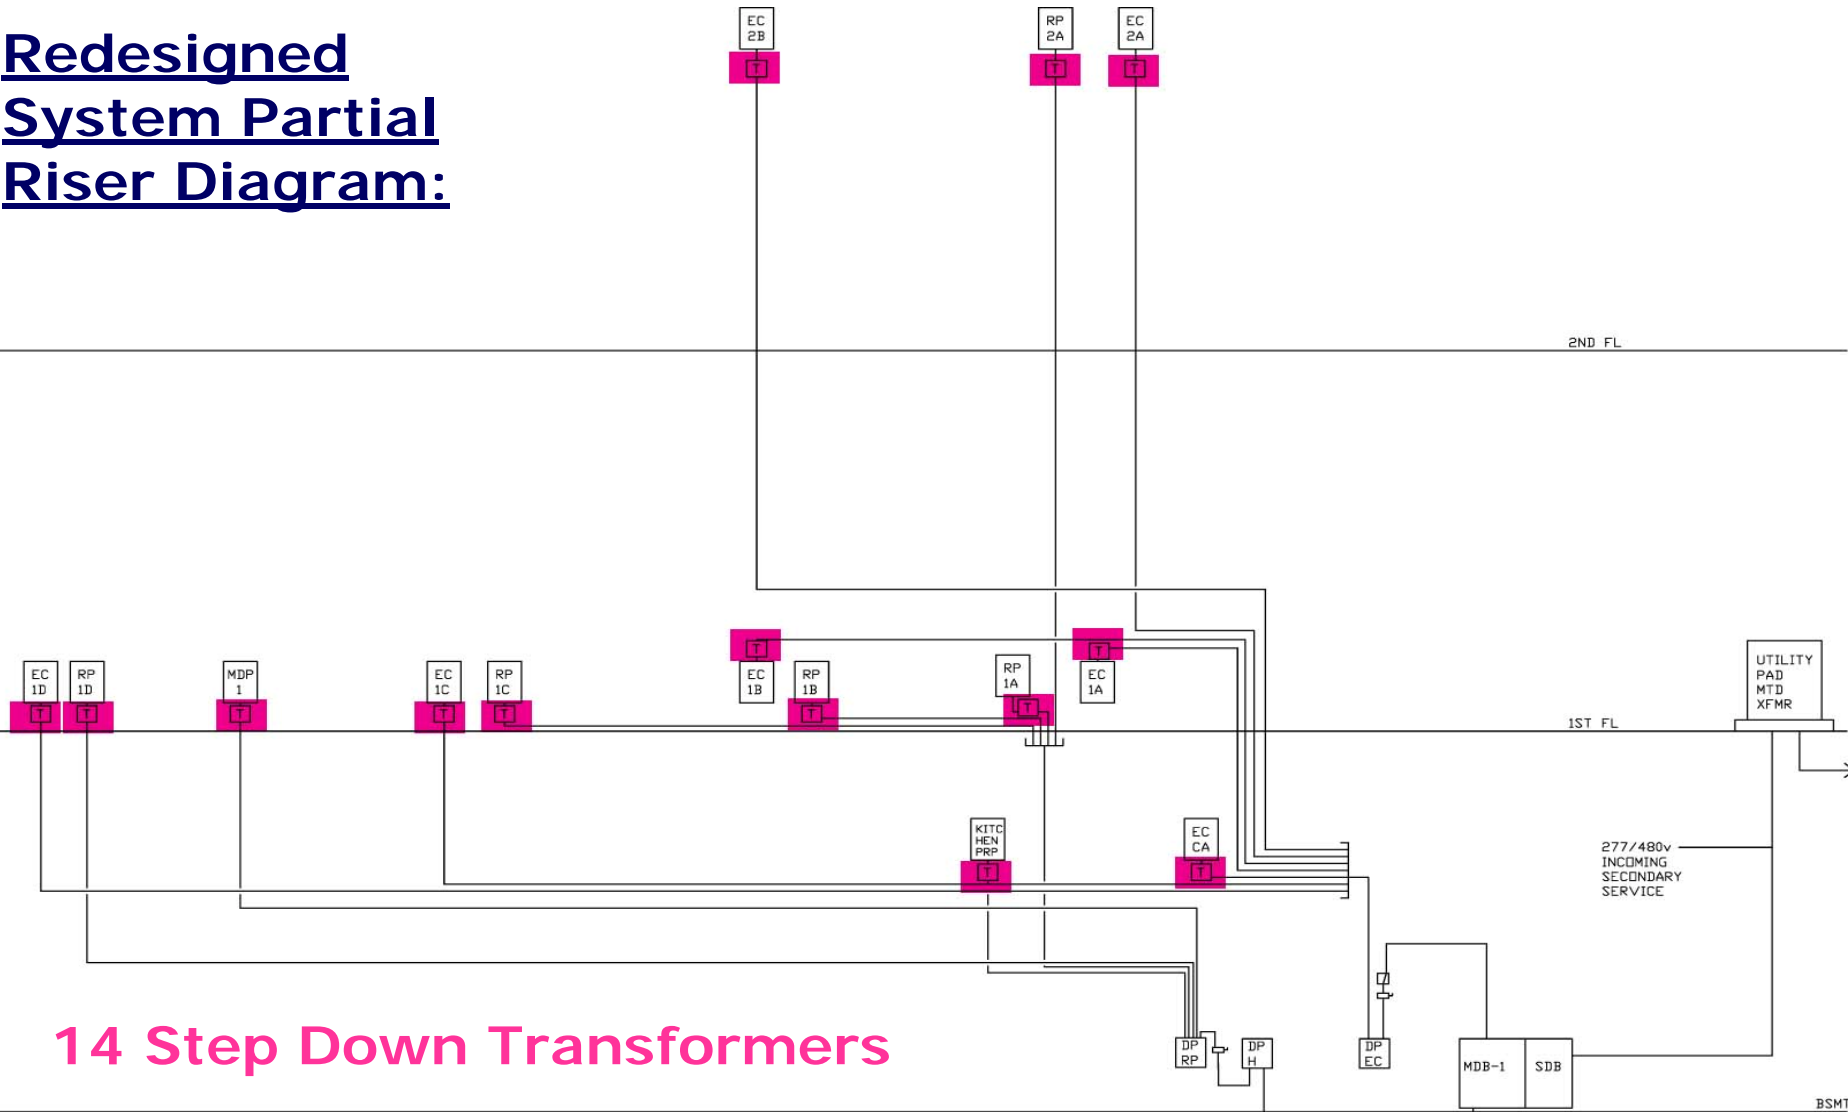 Redesigned
System Partial
Riser Diagram:
EC
2B
T
RP
2A
T
EC
2A
T
2ND FL
EC
1D
T
RP
1D
T
MDP
1
T
EC
1C
T
RP
1C
T
T
EC
1B
RP
1B
T
RP
1A
T
T
EC
1A
UTILITY
PAD
MTD
XFMR
1ST FL
KITC
HEN
PRP
T
EC
CA
T
277/480v
INCOMING
SECONDARY
SERVICE
14 Step Down Transformers
DP
RP
DP
H
DP
EC
MDB-1
SDB
BSMT